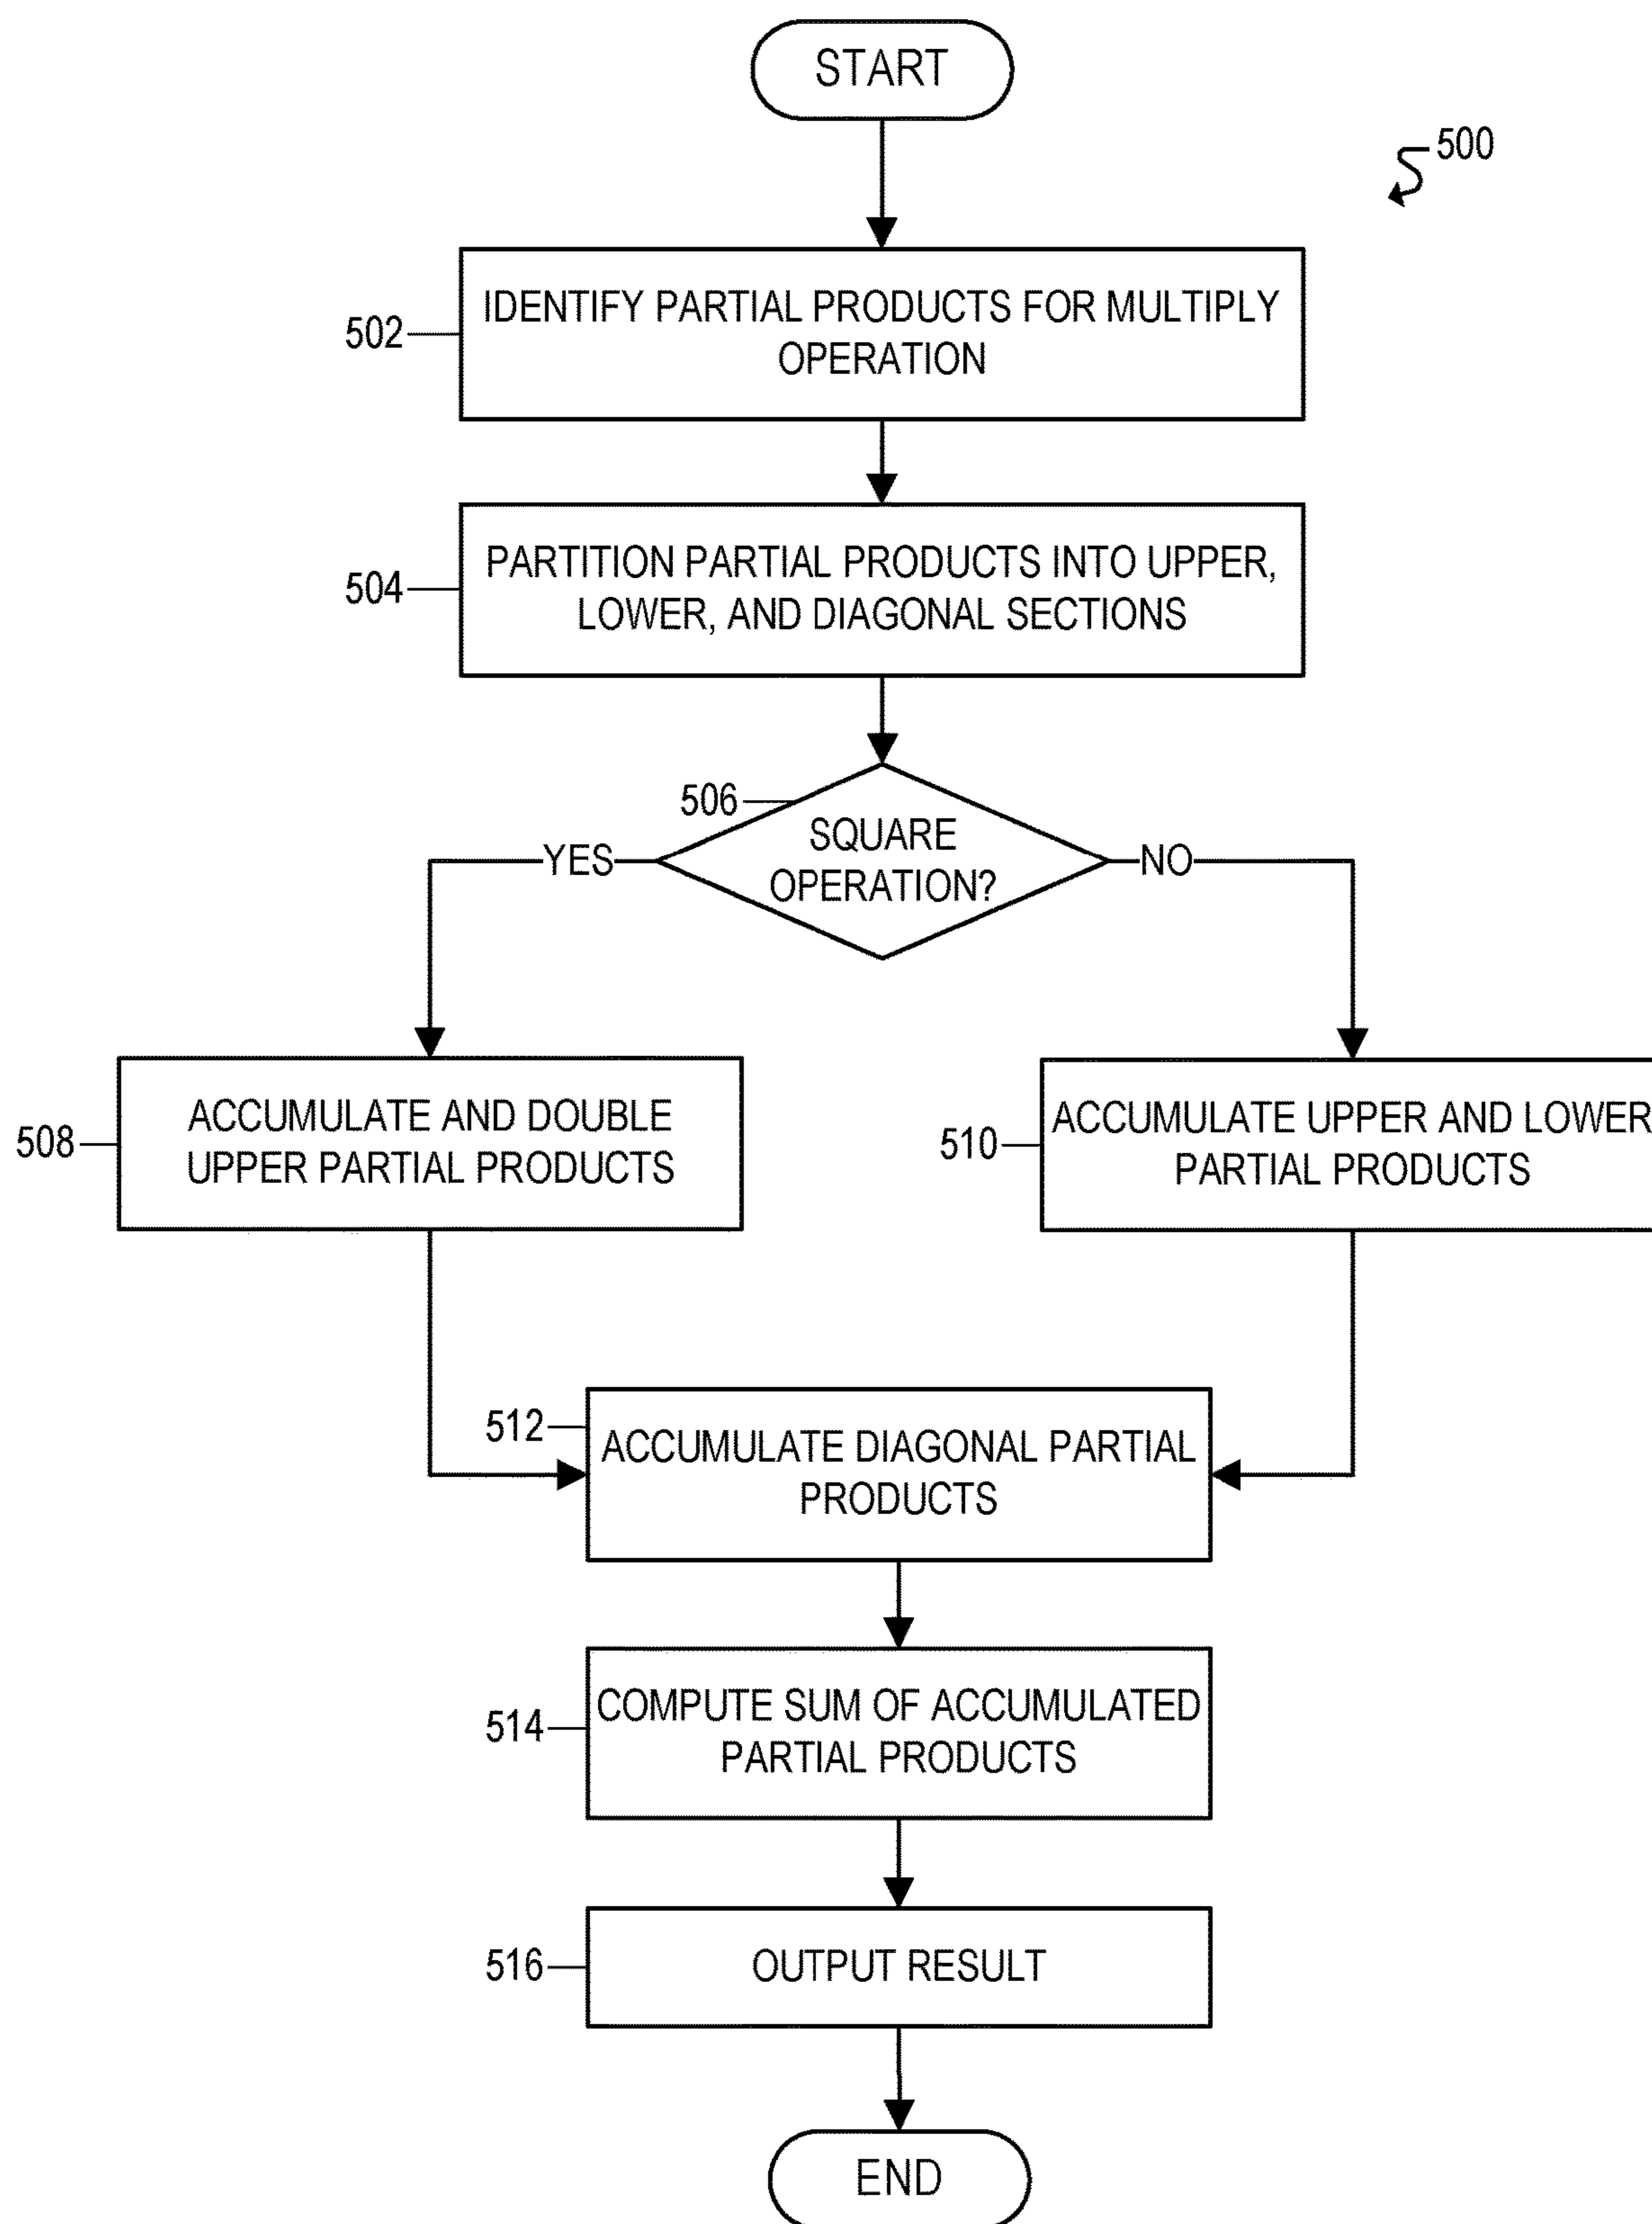 START
500
502
IDENTIFY PARTIAL PRODUCTS FOR MULTIPLY
OPERATION
504
PARTITION PARTIAL PRODUCTS INTO UPPER,
LOWER, AND DIAGONAL SECTIONS
506
SQUARE
OPERATION?
YES
NO
508
ACCUMULATE AND DOUBLE
UPPER PARTIAL PRODUCTS
510
ACCUMULATE UPPER AND LOWER
PARTIAL PRODUCTS
512
ACCUMULATE DIAGONAL PARTIAL
PRODUCTS
514
COMPUTE SUM OF ACCUMULATED
PARTIAL PRODUCTS
516
OUTPUT RESULT
END